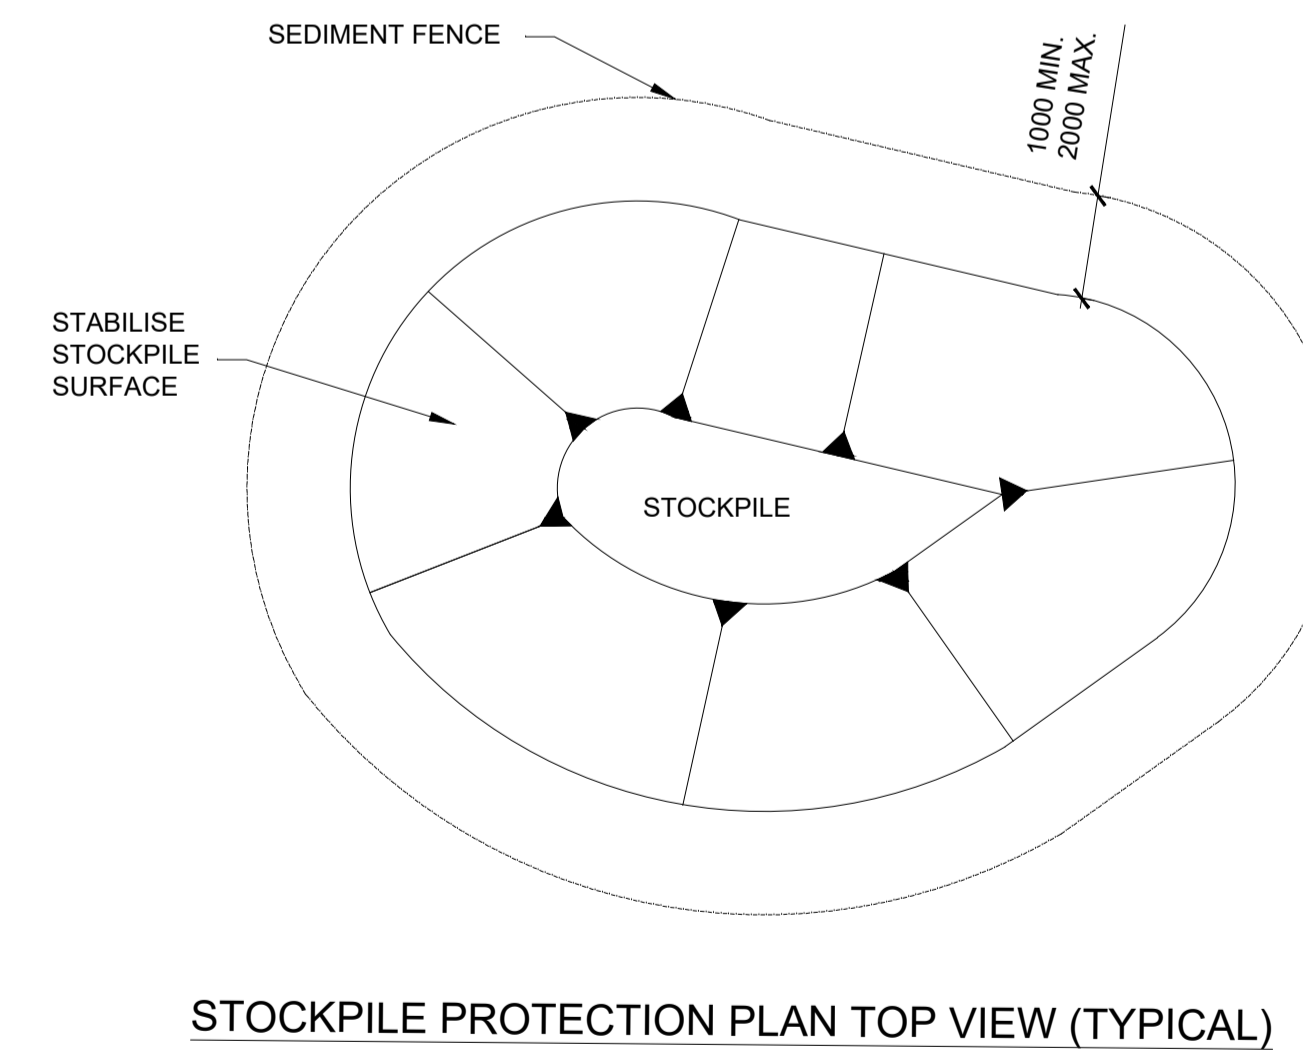 SEDIMENT FENCE
1000 MIN.
2000 MAX.
STABILISE
STOCKPILE
SURFACE
STOCKPILE
STOCKPILE PROTECTION PLAN TOP VIEW (TYPICAL)